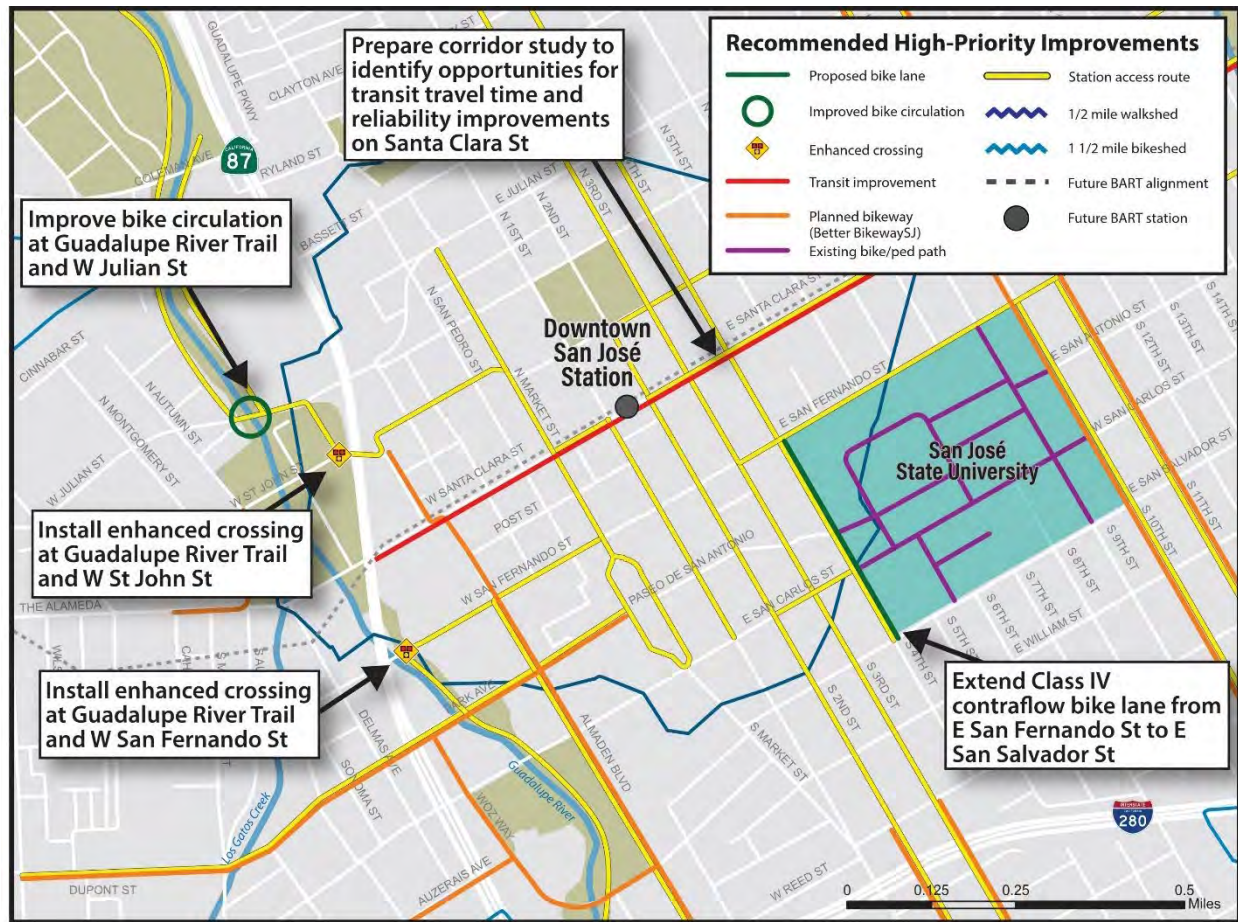 Prepare corridor study to
identify opportunities for
transit travel time and
reliability improvements
on Santa Clara St
Recommended High-Priority Improvements
Proposed bike lane
Improved bike circulation
Enhanced crossing
Transit improvement
Planned bikeway
(Better BikewaySJ)
Existing bike/ped path
Station access route
1/2 mile walkshed
1 1/2 mile bikeshed
Future BART alignment
Future BART station
GUADALUPE PKWY
CLAYTON AVE
CALIFORNIA
87
COLEMAN AVE
RYLAND ST
BASSETT ST
E JULIAN ST
N 1ST ST
N 2ND ST
N 3RD ST
N 5TH ST
Improve bike circulation
at Guadalupe River Trail
and W Julian St
N SAN PEDRO ST
N MARKET ST
E SANTA CLARA ST
Downtown
San José
Station
CINNABAR ST
N AUTUMN ST
N MONTGOMERY ST
W JULIAN ST
W ST JOHN ST
W SANTA CLARA ST
POST ST
E SAN FERNANDO ST
E SAN ANTONIO ST
S 12TH ST
S 13TH ST
S 14TH ST
W SAN CARLOS ST
San José
State University
E SAN SALVADOR ST
S 11TH ST
S 10TH ST
S 9TH ST
S 8TH ST
S 7TH ST
S 6TH ST
S 5TH ST
S 4TH ST
E WILLIAM ST
Install enhanced crossing
at Guadalupe River Trail
and W St John St
W SAN FERNANDO ST
PASEO DE SAN ANTONIO
E SAN CARLOS ST
THE ALAMEDA
Install enhanced crossing
at Guadalupe River Trail
and W San Fernando St
PARK AVE
DELMAS AVE
SONOMA ST
WOZ WAY
Guadalupe River
ALMADEN BLVD
S MARKET ST
S 2ND ST
S 3RD ST
Extend Class IV
contraflow bike lane from
E San Fernando St to E
San Salvador St
Los Gatos Creek
DUPONT ST
AUZERAIS AVE
W REED ST
INTERSTATE
280
0 0.125 0.25 0.5
Miles